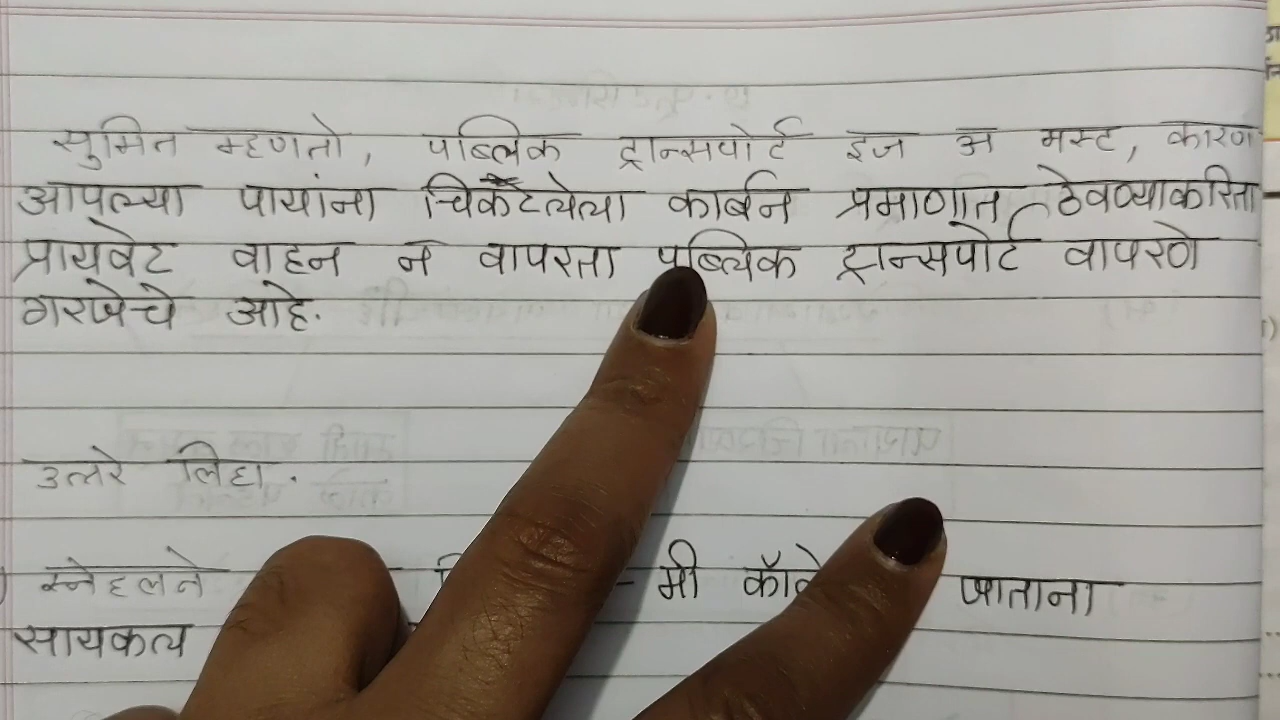 सुमित म्हणतो, पब्लिक ट्रान्सपोर्ट इज अ मस्ट, कारण
आपल्या पायांना चिकटलेल्या कार्बन प्रमाणात ठेवण्याकरिता
प्रायवेट वाहन न वापरता पब्लिक ट्रान्सपोर्ट वापरणे
गरजेचे आहे.
उत्तरे लिहा.
स्नेहलने - मी जाताना
सायकल